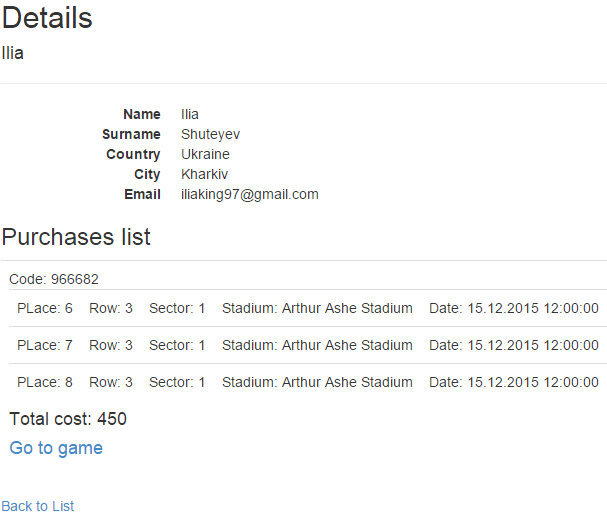 Details
Ilia
Name Ilia
Surname Shuteyev
Country Ukraine
City Kharkiv
Email iliaking97@gmail.com
Purchases list
Code: 966682
PLace: 6 Row: 3 Sector: 1 Stadium: Arthur Ashe Stadium Date: 15.12.2015 12:00:00
PLace: 7 Row: 3 Sector: 1 Stadium: Arthur Ashe Stadium Date: 15.12.2015 12:00:00
PLace: 8 Row: 3 Sector: 1 Stadium: Arthur Ashe Stadium Date: 15.12.2015 12:00:00
Total cost: 450
Go to game
Back to List